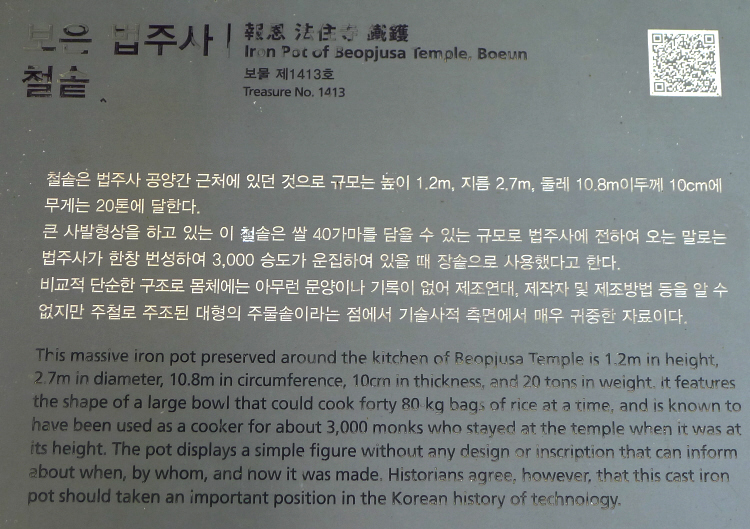 보은 법주사
철솥
報恩 法住寺 鐵鑊
Iron Pot of Beopjusa Temple, Boeun
보물 제1413호
Treasure No. 1413
철솥은 법주사 공양간 근처에 있던 것으로 규모는 높이 1.2m, 지름 2.7m, 둘레 10.8m이두께 10cm에
무게는 20톤에 달한다.
큰 사발형상을 하고 있는 이 철솥은 쌀 40가마를 담을 수 있는 규모로 법주사에 전하여 오는 말로는
법주사가 한창 번성하여 3,000 승도가 운집하여 있을 때 장솥으로 사용했다고 한다.
비교적 단순한 구조로 몸체에는 아무런 문양이나 기록이 없어 제조연대, 제작자 및 제조방법 등을 알 수
없지만 주철로 주조된 대형의 주물솥이라는 점에서 기술사적 측면에서 매우 귀중한 자료이다.
This massive iron pot preserved around the kitchen of Beopjusa Temple is 1.2m in height,
2.7m in diameter, 10.8m in circumference, 10cm in thickness, and 20 tons in weight. it features
the shape of a large bowl that could cook forty 80 kg bags of rice at a time, and is known to
have been used as a cooker for about 3,000 monks who stayed at the temple when it was at
its height. The pot displays a simple figure without any design or inscription that can inform
about when, by whom, and now it was made. Historians agree, however, that this cast iron
pot should taken an important position in the Korean history of technology.